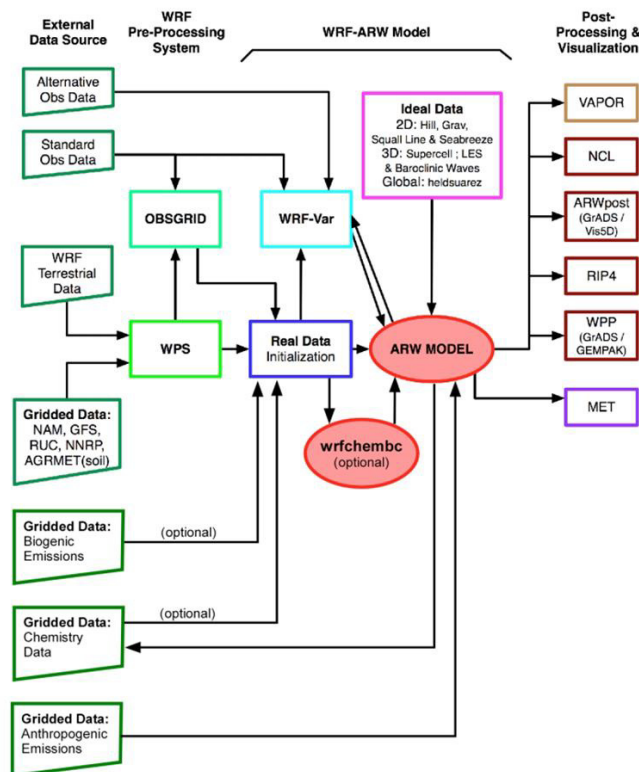 External
Data Source
WRF
Pre-Processing
System
WRF-ARW Model
Post-
Processing &
Visualization
Alternative
Obs Data
Standard
Obs Data
WRF
Terrestrial
Data
Gridded Data:
NAM, GFS,
RUC, NNRP,
AGRMET(soil)
Gridded Data:
Biogenic
Emissions
(optional)
Gridded Data:
Chemistry
Data
(optional)
Gridded Data:
Anthropogenic
Emissions
OBSGRID
WPS
WRF-Var
Real Data
Initialization
Ideal Data
2D: Hill, Grav,
Squall Line & Seabreeze
3D: Supercell ; LES
& Baroclinic Waves
Global: heldsuarez
ARW MODEL
wrfchembc
(optional)
VAPOR
NCL
ARWpost
(GrADS /
Vis5D)
RIP4
WPP
(GrADS /
GEMPAK)
MET